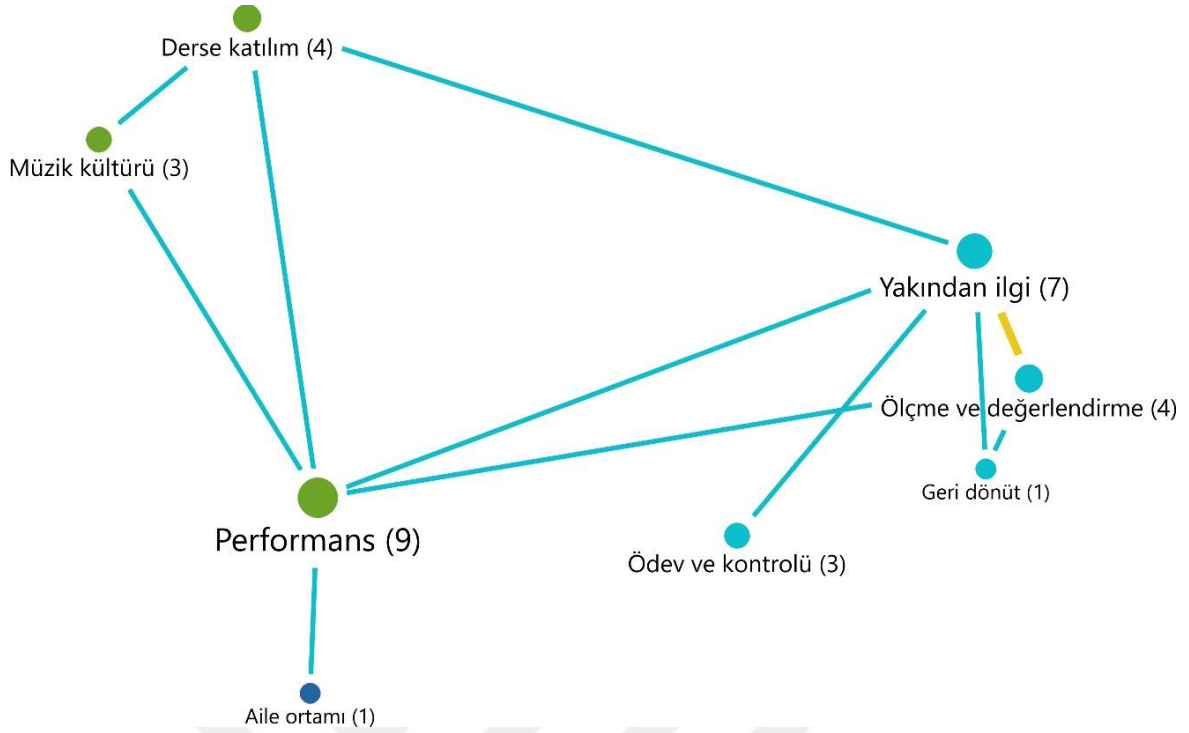 Derse katılım (4)
Müzik kültürü (3)
Yakından ilgi (7)
Ölçme ve değerlendirme (4)
Geri dönüt (1)
Performans (9)
Ödev ve kontrolü (3)
Aile ortamı (1)